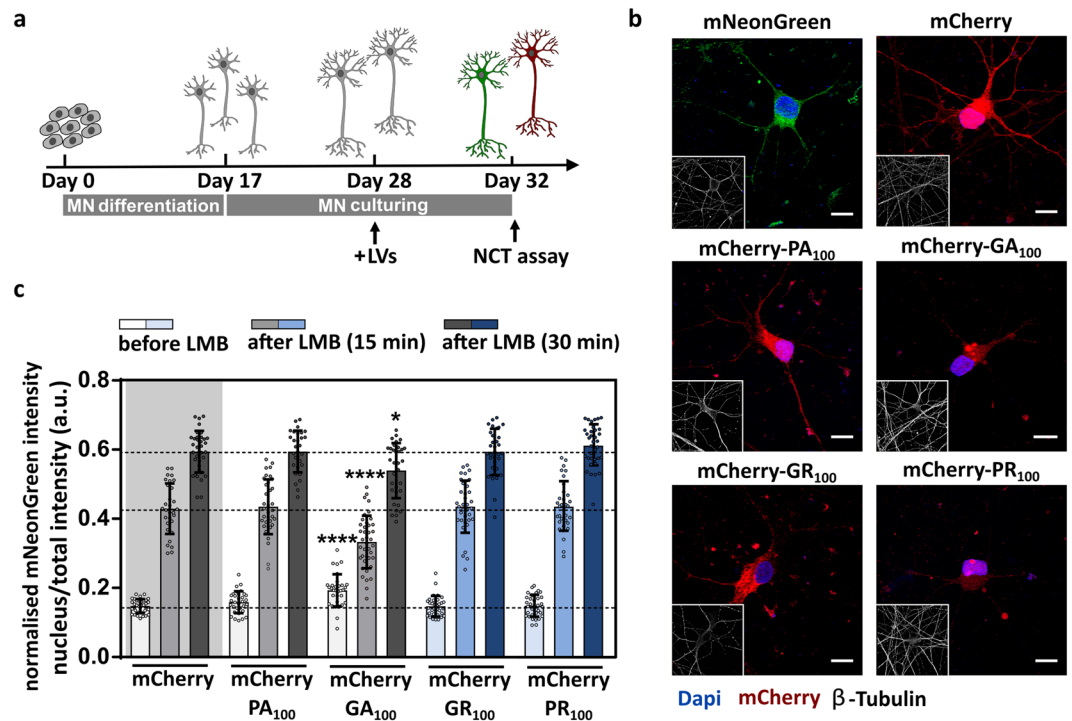 a
Day 0
Day 17
Day 28
Day 32
MN differentiation
MN culturing
+LVs
NCT assay
b
mNeonGreen
mCherry
mCherry-PA100
mCherry-GA100
mCherry-GR100
mCherry-PR100
Dapi mCherry β-Tubulin
c
before LMB
after LMB (15 min)
after LMB (30 min)
normalised mNeonGreen intensity
nucleus/total intensity (a.u.)
0.8
0.6
0.4
0.2
0.0
****
****
*
mCherry
mCherry
mCherry
mCherry
mCherry
PA100
GA100
GR100
PR100